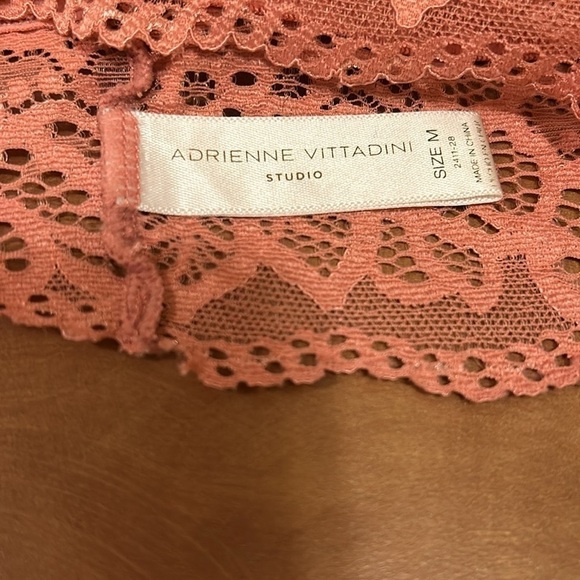 ADRIENNE VITTADINI
STUDIO
SIZE M
2411-28
MADE IN CHINA